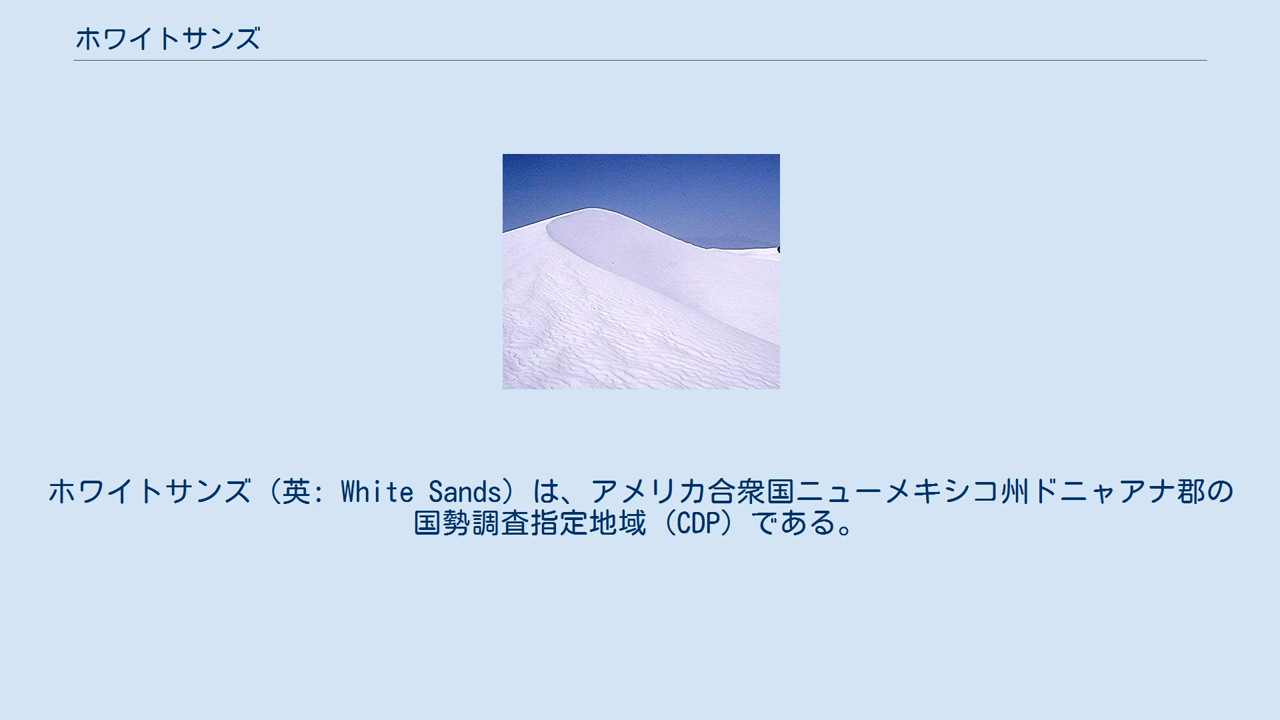 ホワイトサンズ
ホワイトサンズ（英: White Sands）は、アメリカ合衆国ニューメキシコ州ドニャアナ郡の
国勢調査指定地域（CDP）である。